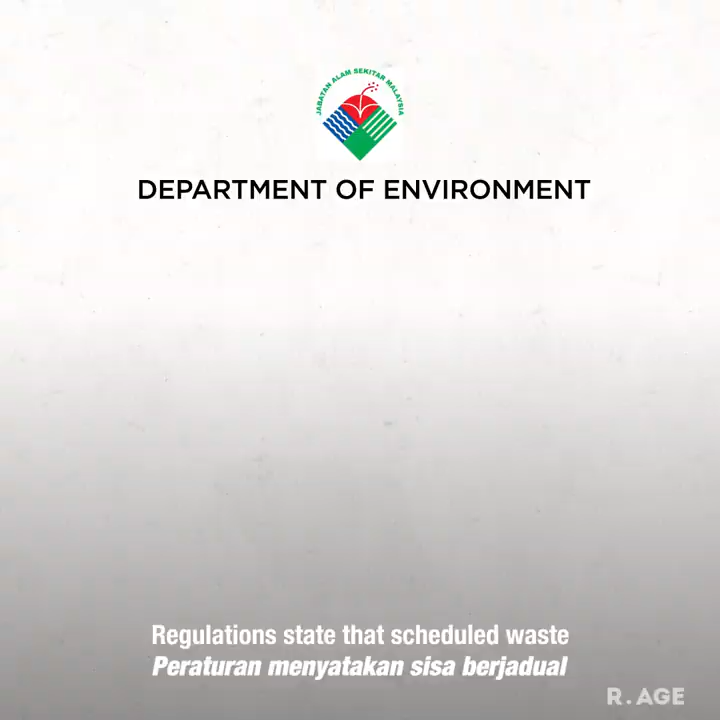 JABATAN ALAM SEKITAR MALAYSIA
DEPARTMENT OF ENVIRONMENT
Regulations state that scheduled waste
Peraturan menyatakan sisa berjadual
R.AGE